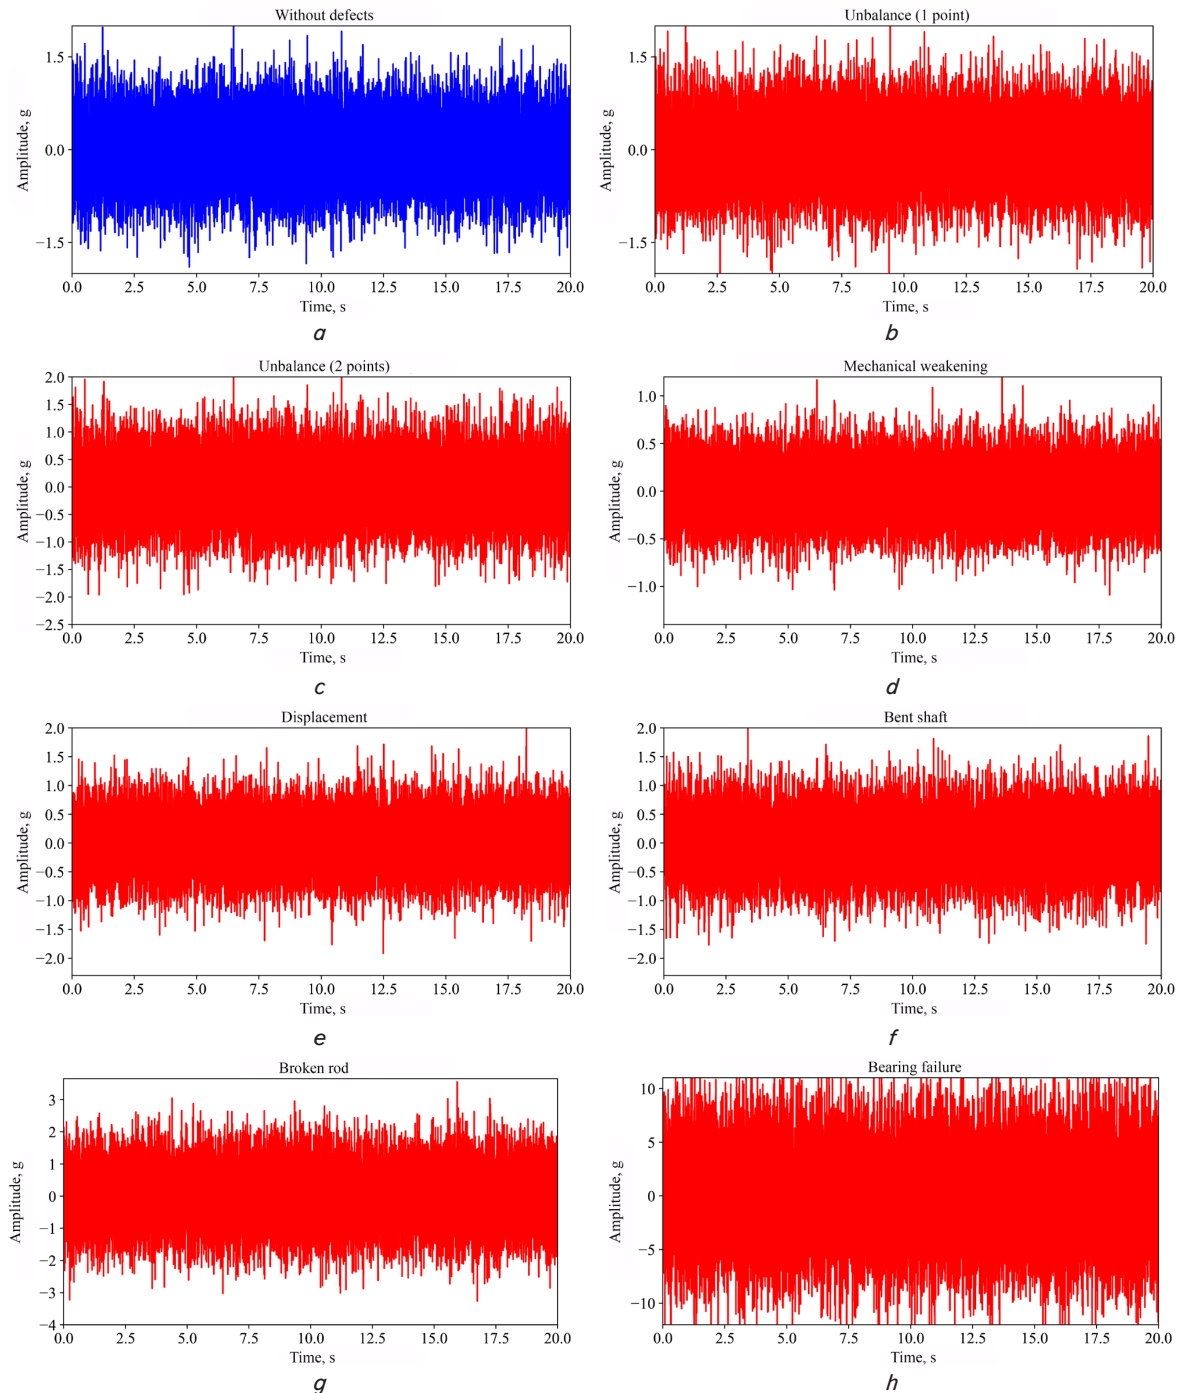 Without defects
Amplitude, g
1.5
0.0
−1.5
0.0 2.5 5.0 7.5 10.0 12.5 15.0 17.5 20.0
Time, s
a
Unbalance (1 point)
Amplitude, g
1.5
0.0
−1.5
0.0 2.5 5.0 7.5 10.0 12.5 15.0 17.5 20.0
Time, s
b
Unbalance (2 points)
Amplitude, g
2.0
1.5
1.0
0.5
0.0
−0.5
−1.0
−1.5
−2.0
−2.5
0.0 2.5 5.0 7.5 10.0 12.5 15.0 17.5 20.0
Time, s
c
Mechanical weakening
Amplitude, g
1.0
0.5
0.0
−0.5
−1.0
0.0 2.5 5.0 7.5 10.0 12.5 15.0 17.5 20.0
Time, s
d
Displacement
Amplitude, g
2.0
1.5
1.0
0.5
0.0
−0.5
−1.0
−1.5
−2.0
0.0 2.5 5.0 7.5 10.0 12.5 15.0 17.5 20.0
Time, s
e
Bent shaft
Amplitude, g
2.0
1.5
1.0
0.5
0.0
−0.5
−1.0
−1.5
−2.0
0.0 2.5 5.0 7.5 10.0 12.5 15.0 17.5 20.0
Time, s
f
Broken rod
Amplitude, g
3
2
1
0
−1
−2
−3
−4
0.0 2.5 5.0 7.5 10.0 12.5 15.0 17.5 20.0
Time, s
g
Bearing failure
Amplitude, g
10
5
0
−5
−10
0.0 2.5 5.0 7.5 10.0 12.5 15.0 17.5 20.0
Time, s
h